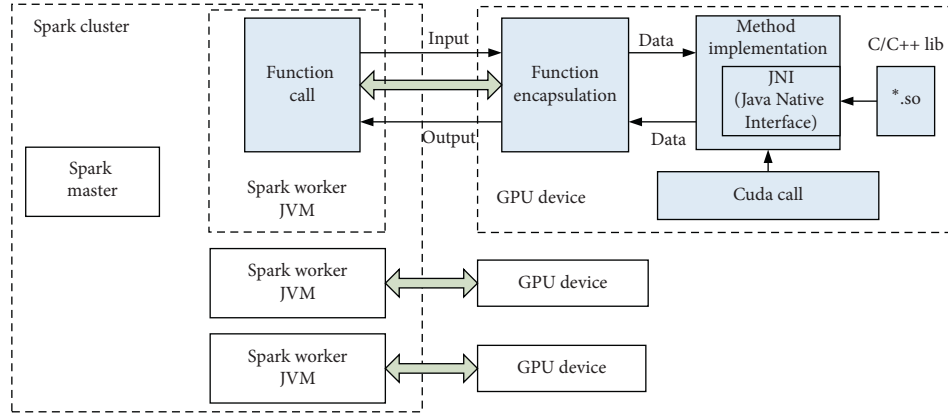 Spark cluster
Spark
master
Function
call
Spark worker
JVM
Input
Output
Function
encapsulation
Data
Data
Method
implementation
JNI
(Java Native
Interface)
C/C++ lib
*.so
Cuda call
GPU device
Spark worker
JVM
GPU device
Spark worker
JVM
GPU device